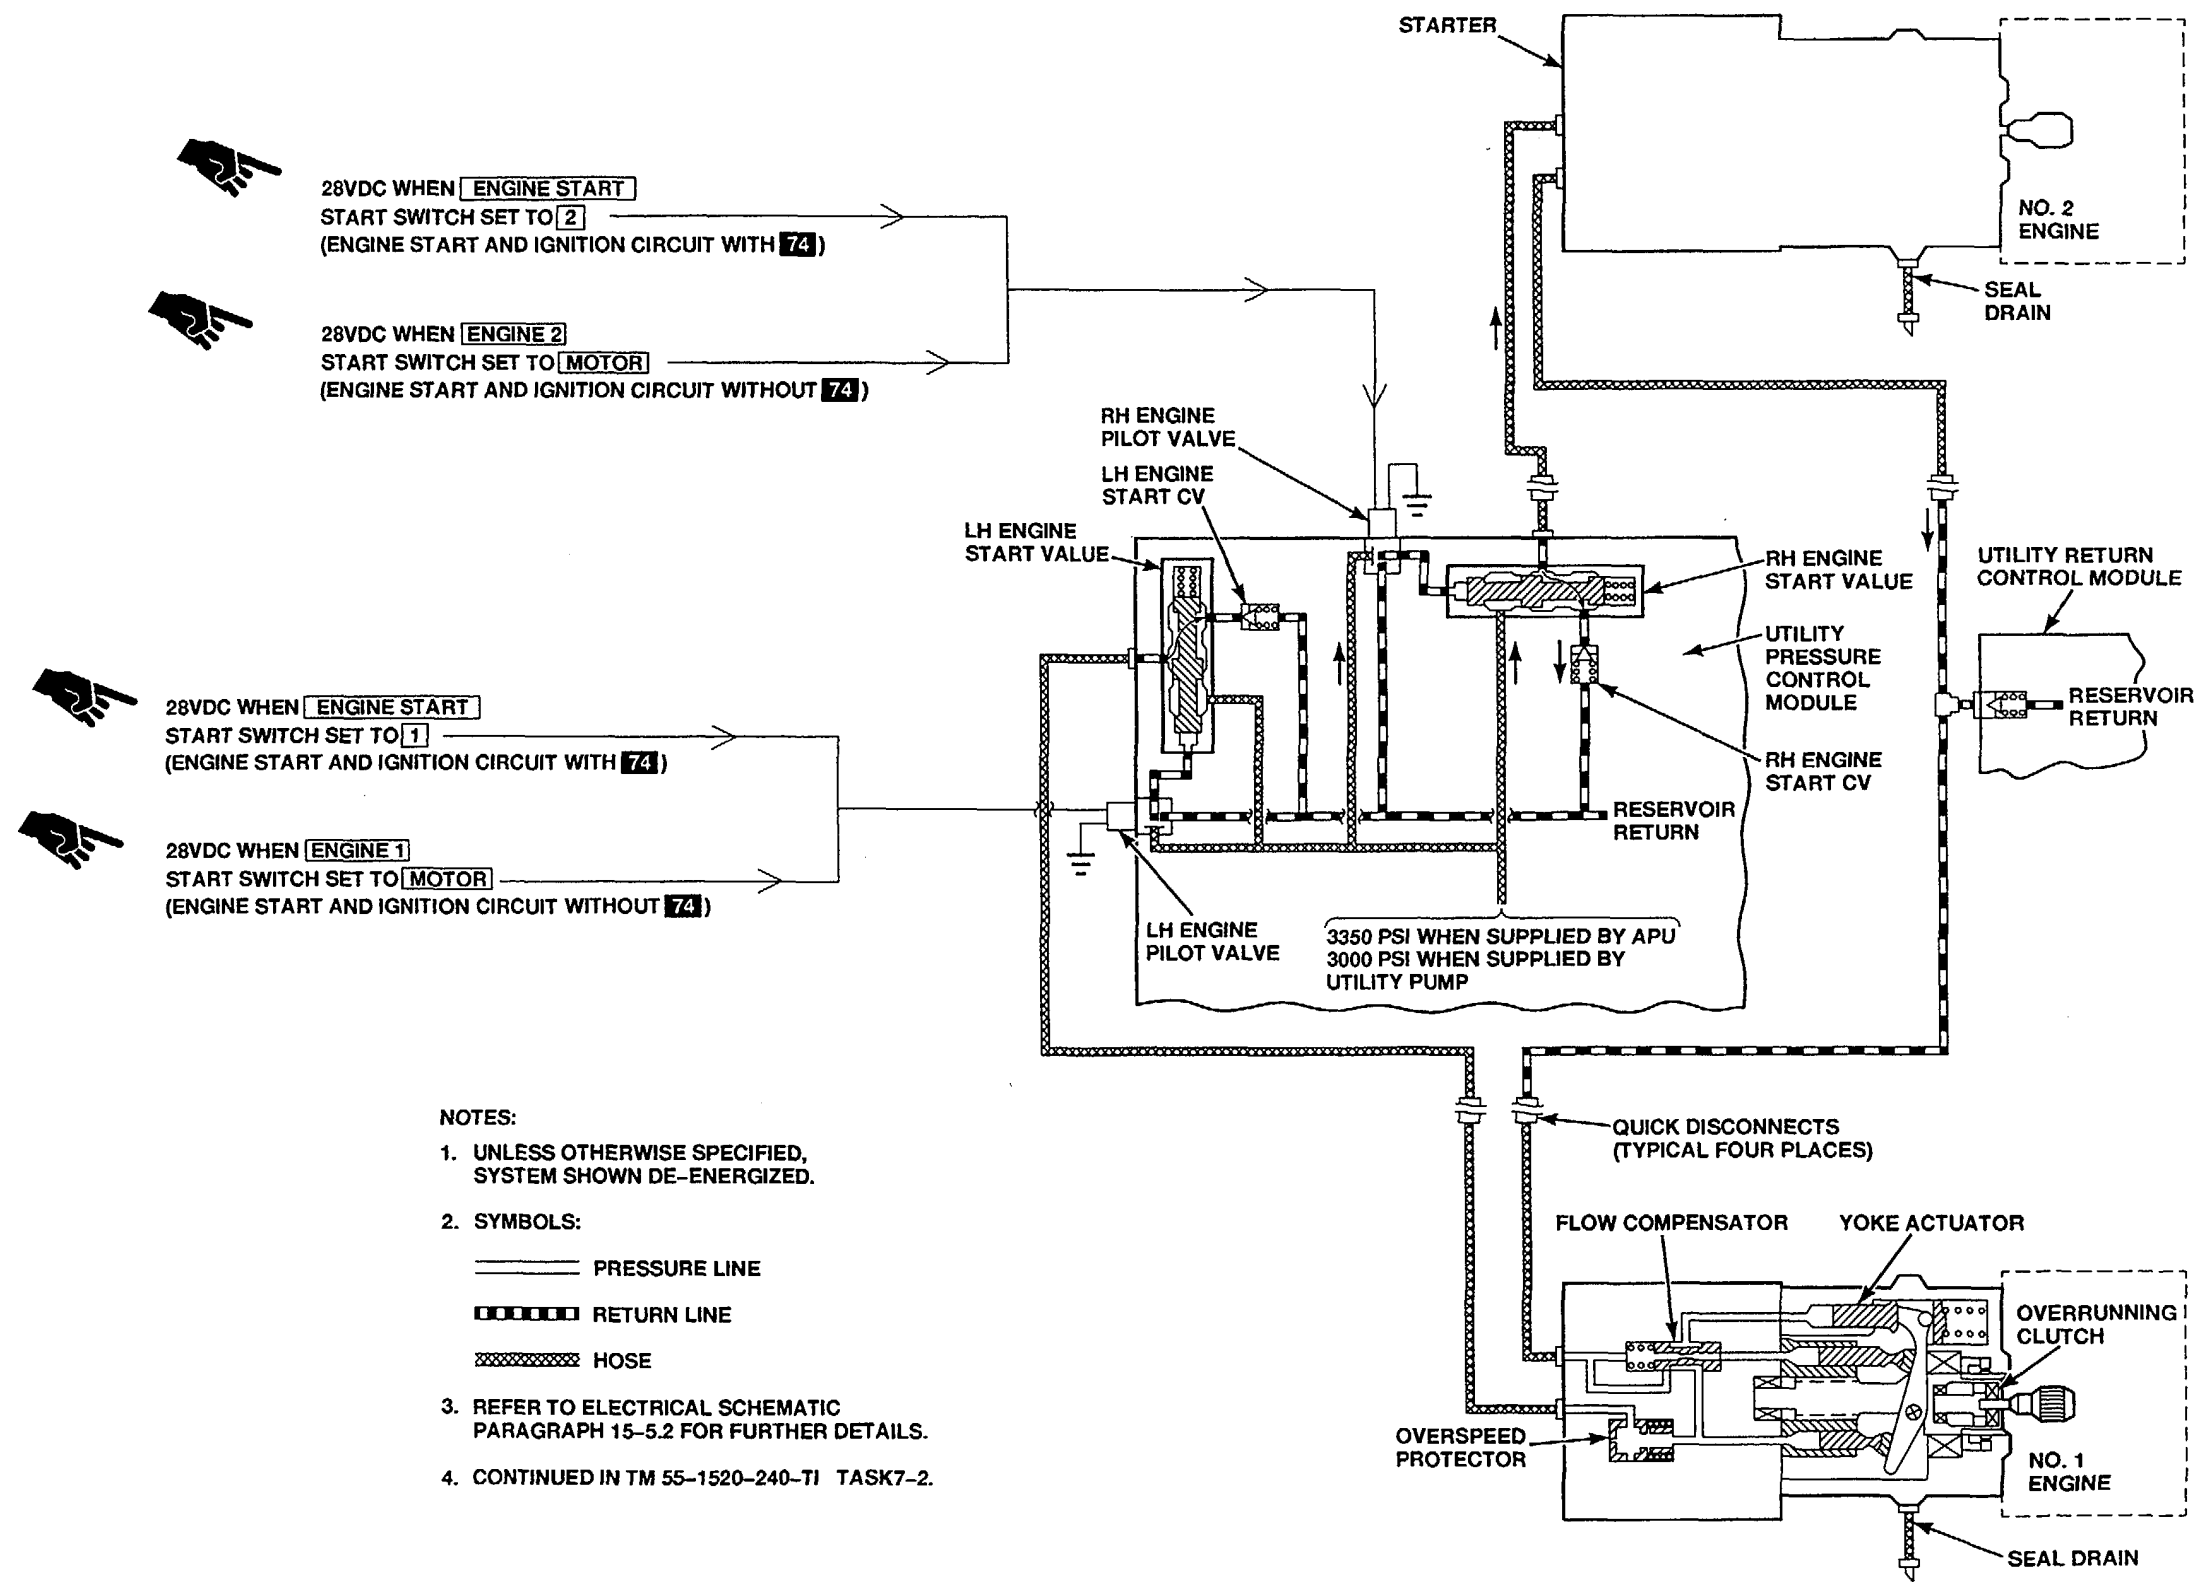 STARTER
28VDC WHEN ENGINE START
START SWITCH SET TO 2
(ENGINE START AND IGNITION CIRCUIT WITH 74)
NO. 2
ENGINE
SEAL
DRAIN
28VDC WHEN ENGINE 2
START SWITCH SET TO MOTOR
(ENGINE START AND IGNITION CIRCUIT WITHOUT 74)
RH ENGINE
PILOT VALVE
LH ENGINE
START CV
LH ENGINE
START VALUE
RH ENGINE
START VALUE
UTILITY RETURN
CONTROL MODULE
UTILITY
PRESSURE
CONTROL
MODULE
RESERVOIR
RETURN
28VDC WHEN ENGINE START
START SWITCH SET TO 1
(ENGINE START AND IGNITION CIRCUIT WITH 74)
RH ENGINE
START CV
RESERVOIR
RETURN
28VDC WHEN ENGINE 1
START SWITCH SET TO MOTOR
(ENGINE START AND IGNITION CIRCUIT WITHOUT 74)
LH ENGINE
PILOT VALVE
3350 PSI WHEN SUPPLIED BY APU
3000 PSI WHEN SUPPLIED BY
UTILITY PUMP
NOTES:
1. UNLESS OTHERWISE SPECIFIED,
SYSTEM SHOWN DE-ENERGIZED.
2. SYMBOLS:
PRESSURE LINE
RETURN LINE
HOSE
3. REFER TO ELECTRICAL SCHEMATIC
PARAGRAPH 15-5.2 FOR FURTHER DETAILS.
4. CONTINUED IN TM 55-1520-240-TI TASK7-2.
QUICK DISCONNECTS
(TYPICAL FOUR PLACES)
FLOW COMPENSATOR
YOKE ACTUATOR
OVERRUNNING
CLUTCH
OVERSPEED
PROTECTOR
NO. 1
ENGINE
SEAL DRAIN